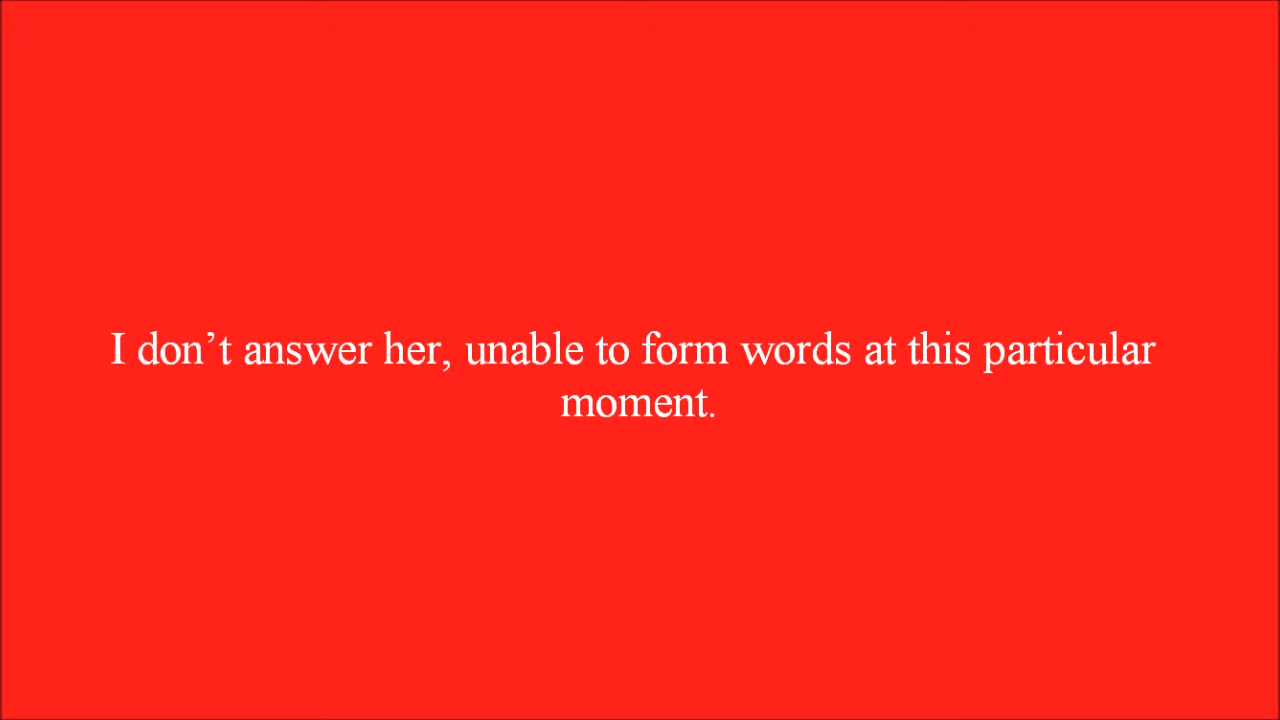 I don’t answer her, unable to form words at this particular
moment.